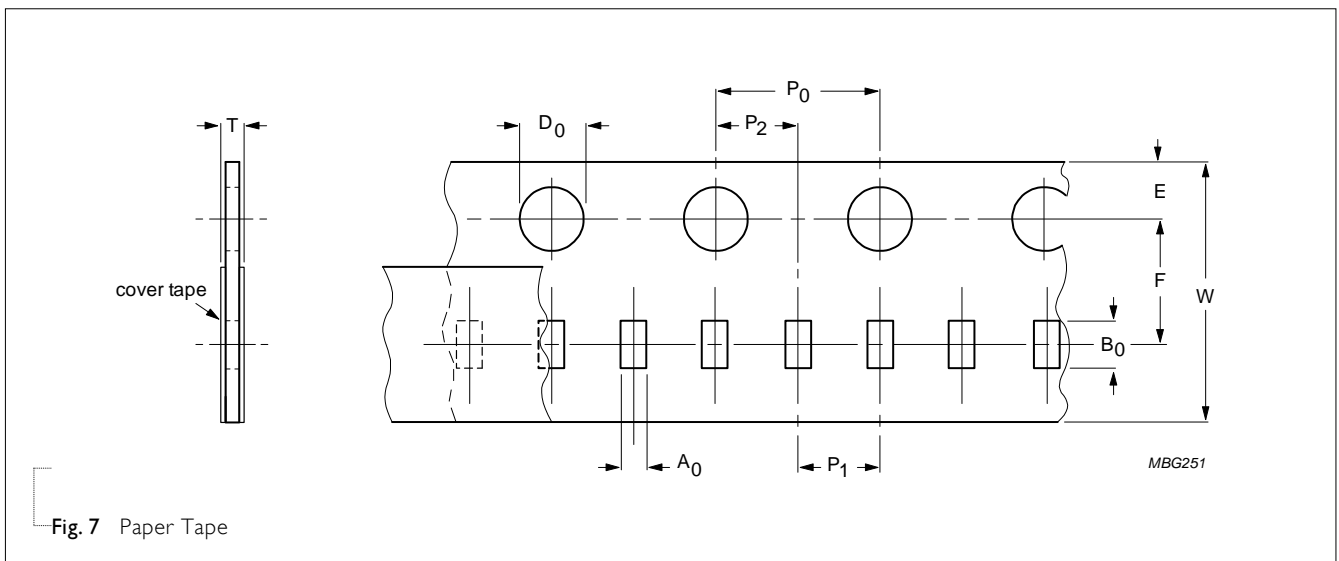 P0
T
D0
P2
E
F
W
cover tape
B0
A0
P1
MBG251
Fig. 7 Paper Tape